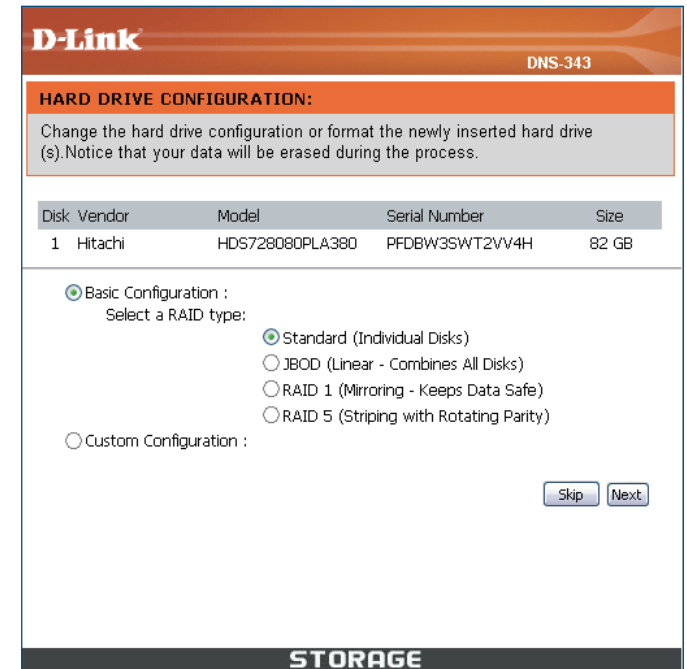 D-Link
DNS-343
HARD DRIVE CONFIGURATION:
Change the hard drive configuration or format the newly inserted hard drive
(s).Notice that your data will be erased during the process.
Disk Vendor Model Serial Number Size
1 Hitachi HDS728080PLA380 PFDBW3SWT2VV4H 82 GB
Basic Configuration :
Select a RAID type:
Standard (Individual Disks)
JBOD (Linear - Combines All Disks)
RAID 1 (Mirroring - Keeps Data Safe)
RAID 5 (Striping with Rotating Parity)
Custom Configuration :
Skip Next
STORAGE